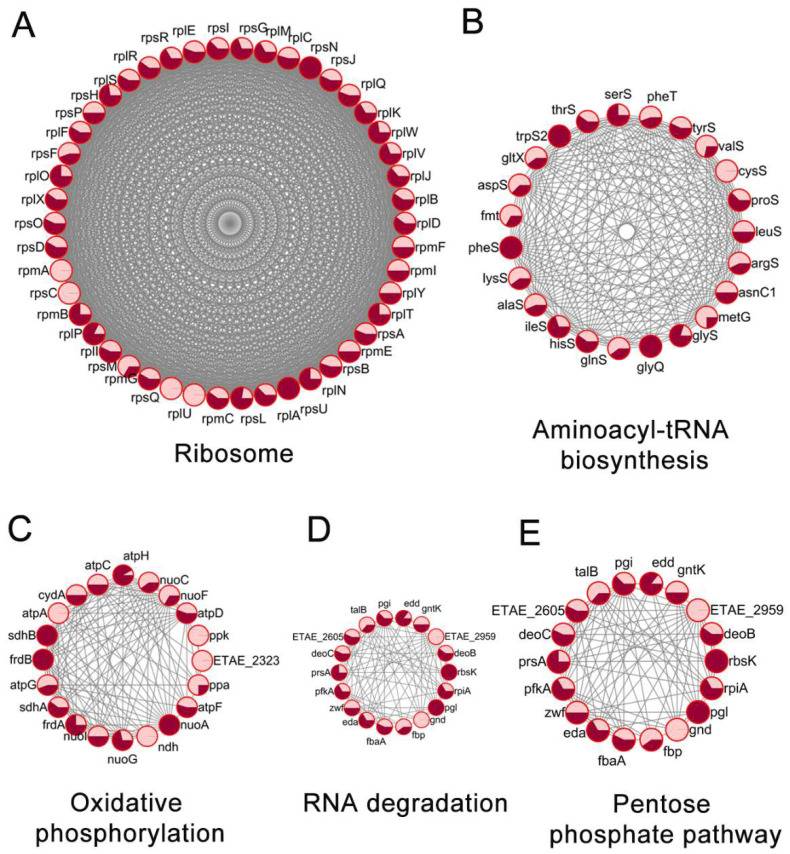 A
rpsI
rpsG
rplM
rplC
rpsN
rpsJ
rplQ
rplK
rplW
rplV
rplJ
rplB
rplD
rpmF
rpmI
rplY
rplT
rpsA
rpmE
rpsB
rplN
rpsU
rplA
rpsL
rpmC
rplU
rpsQ
rpmG
rpsM
rplI
rplP
rpmB
rpsC
rpmA
rpsD
rpsO
rplX
rplO
rpsF
rplF
rpsP
rpsH
rplS
rplR
rpsR
rplE
Ribosome
B
serS
pheT
tyrS
valS
cysS
proS
leuS
argS
asnC1
metG
glyS
glyQ
glnS
hisS
ileS
alaS
lysS
pheS
fmt
aspS
gltX
trpS2
thrS
Aminoacyl-tRNA
biosynthesis
C
atpH
nuoC
nuoF
atpD
ppk
ETAE_2323
ppa
atpF
nuoA
ndh
nuoG
nuoI
frdA
sdhA
atpG
frdB
sdhB
atpA
cydA
atpC
Oxidative
phosphorylation
D
pgi
edd
gntK
ETAE_2959
deoB
rbsK
rpiA
pgl
gnd
fbp
fbaA
eda
zwf
pfkA
prsA
deoC
ETAE_2605
talB
RNA degradation
E
pgi
edd
gntK
ETAE_2959
deoB
rbsK
rpiA
pgl
gnd
fbp
fbaA
eda
zwf
pfkA
prsA
deoC
ETAE_2605
talB
Pentose
phosphate pathway